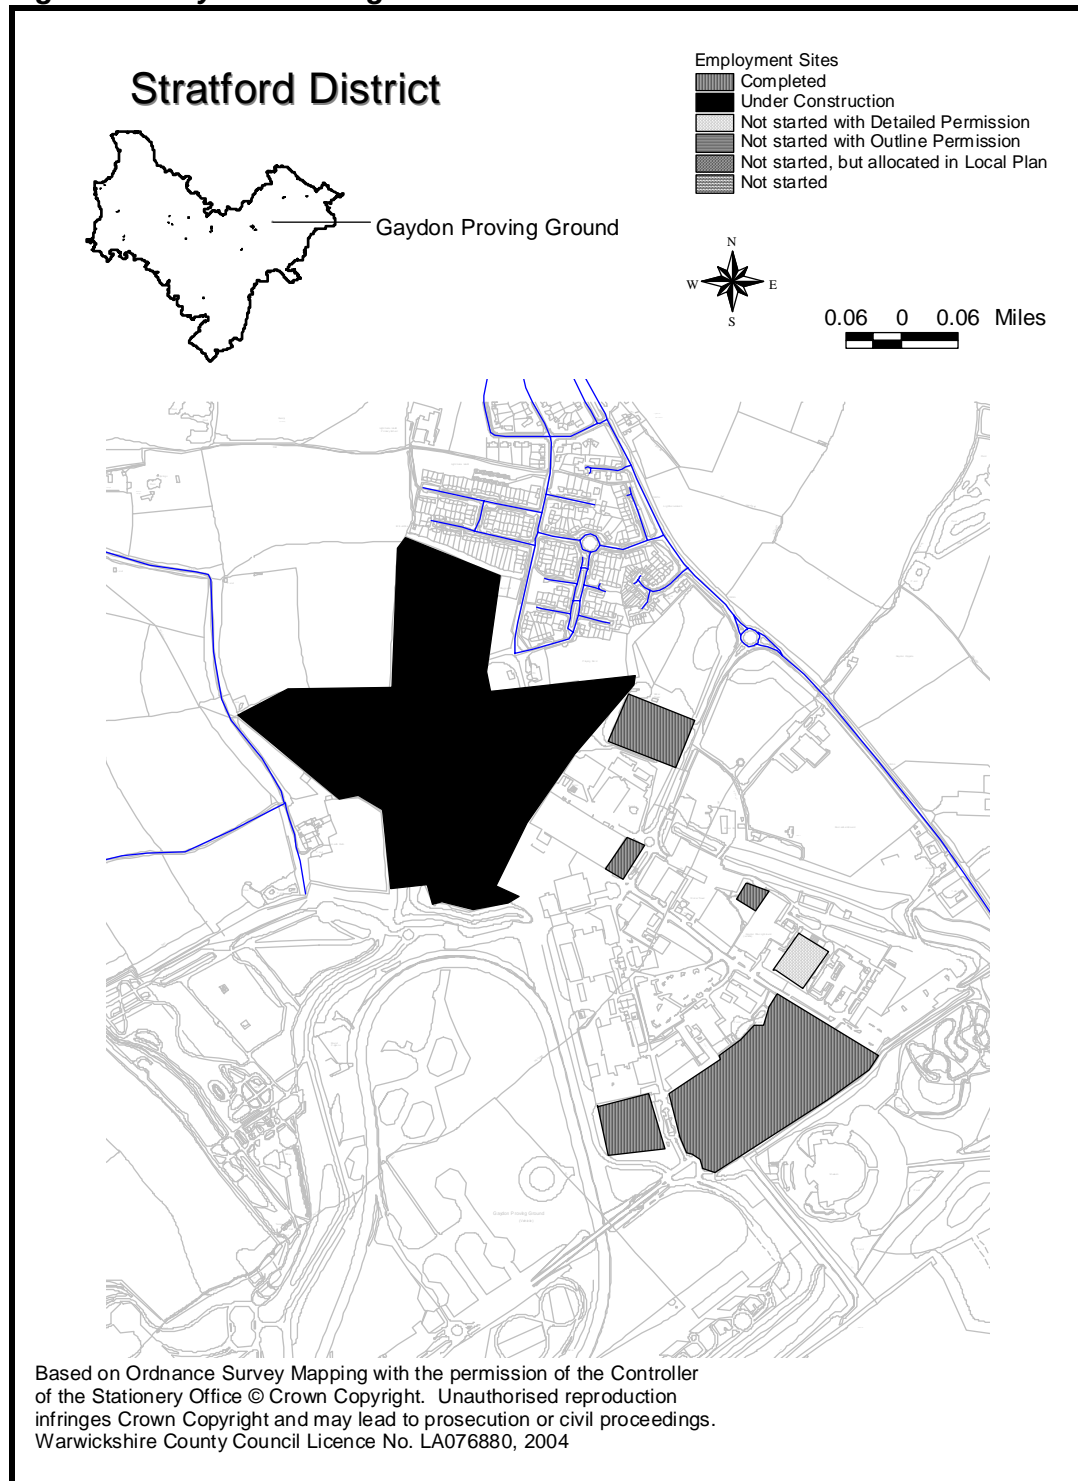 Stratford District
Employment Sites
Completed
Under Construction
Not started with Detailed Permission
Not started with Outline Permission
Not started, but allocated in Local Plan
Not started
Gaydon Proving Ground
N
W
E
S
0.06 0 0.06 Miles
Gaydon Proving Ground
Based on Ordnance Survey Mapping with the permission of the Controller
of the Stationery Office © Crown Copyright. Unauthorised reproduction
infringes Crown Copyright and may lead to prosecution or civil proceedings.
Warwickshire County Council Licence No. LA076880, 2004